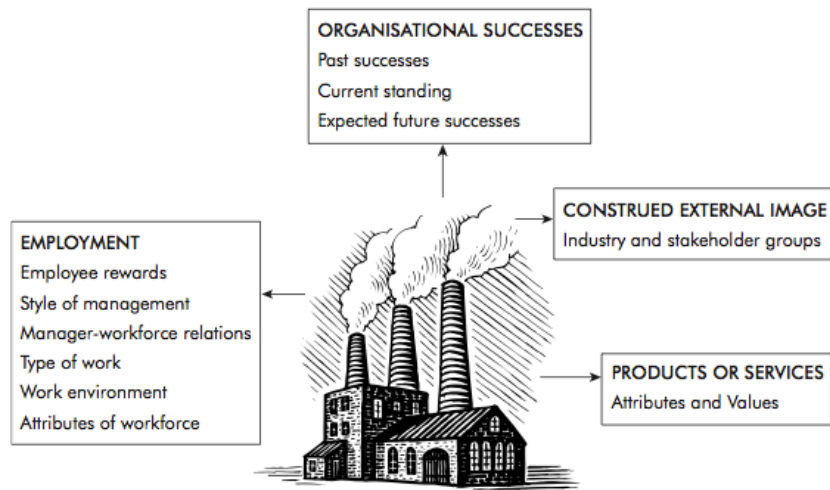 ORGANISATIONAL SUCCESSES
Past successes
Current standing
Expected future successes
CONSTRUED EXTERNAL IMAGE
Industry and stakeholder groups
EMPLOYMENT
Employee rewards
Style of management
Manager-workforce relations
Type of work
Work environment
Attributes of workforce
PRODUCTS OR SERVICES
Attributes and Values